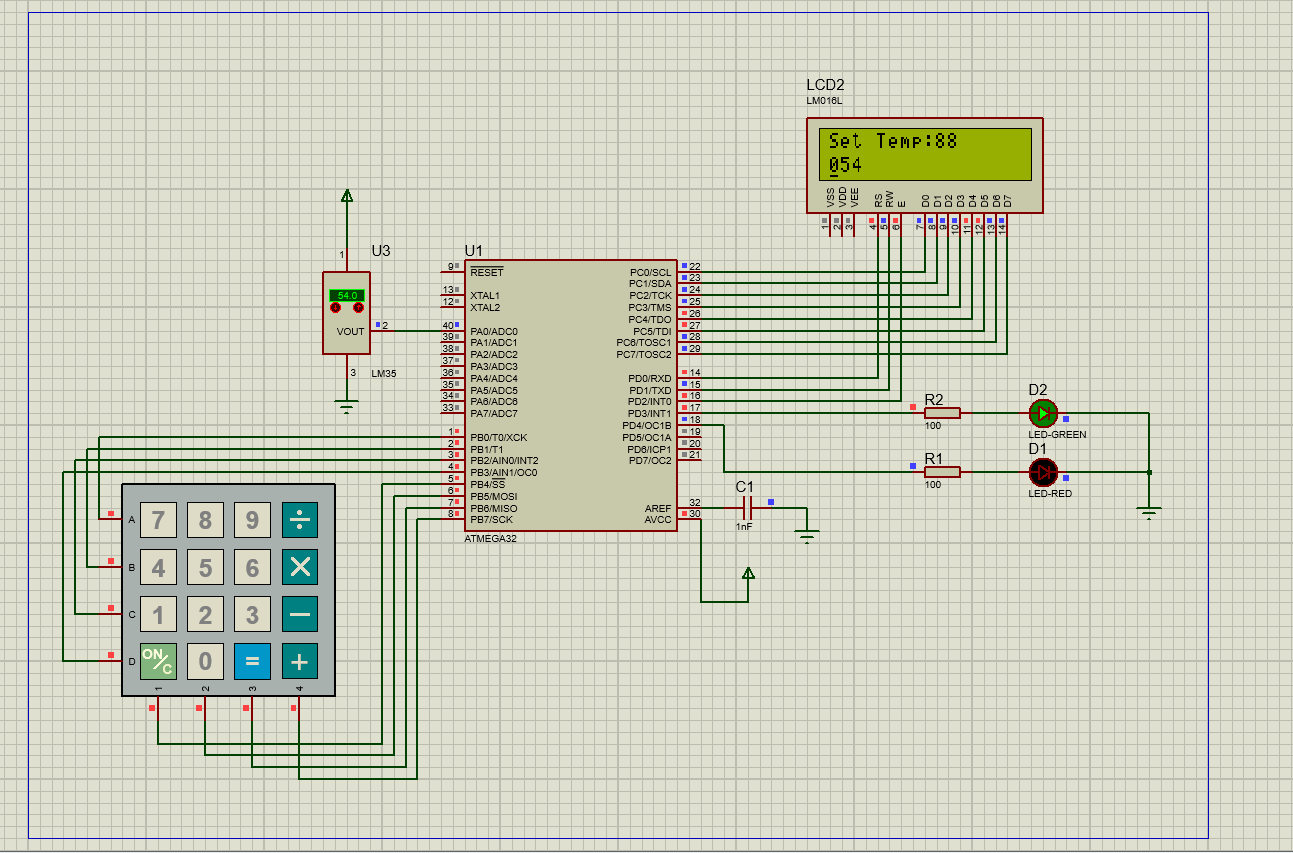 LCD2
LM016L
Set Temp:88
054
VSS VDD VEE RS RW E D0 D1 D2 D3 D4 D5 D6 D7
1 2 3 4 5 6 7 8 9 10 11 12 13 14
U3
1
54.0
VOUT
2
3
LM35
U1
9 RESET
13 XTAL1
12 XTAL2
40 PA0/ADC0
39 PA1/ADC1
38 PA2/ADC2
37 PA3/ADC3
36 PA4/ADC4
35 PA5/ADC5
34 PA6/ADC6
33 PA7/ADC7
1 PB0/T0/XCK
2 PB1/T1
3 PB2/AIN0/INT2
4 PB3/AIN1/OC0
5 PB4/SS
6 PB5/MOSI
7 PB6/MISO
8 PB7/SCK
PC0/SCL 22
PC1/SDA 23
PC2/TCK 24
PC3/TMS 25
PC4/TDO 26
PC5/TDI 27
PC6/TOSC1 28
PC7/TOSC2 29
PD0/RXD 14
PD1/TXD 15
PD2/INT0 16
PD3/INT1 17
PD4/OC1B 18
PD5/OC1A 19
PD6/ICP1 20
PD7/OC2 21
AREF 32
AVCC 30
ATMEGA32
R2
100
D2
LED-GREEN
R1
100
D1
LED-RED
C1
1nF
A 7 8 9 ÷
B 4 5 6 ×
C 1 2 3 −
D ON/C 0 = +
1 2 3 4